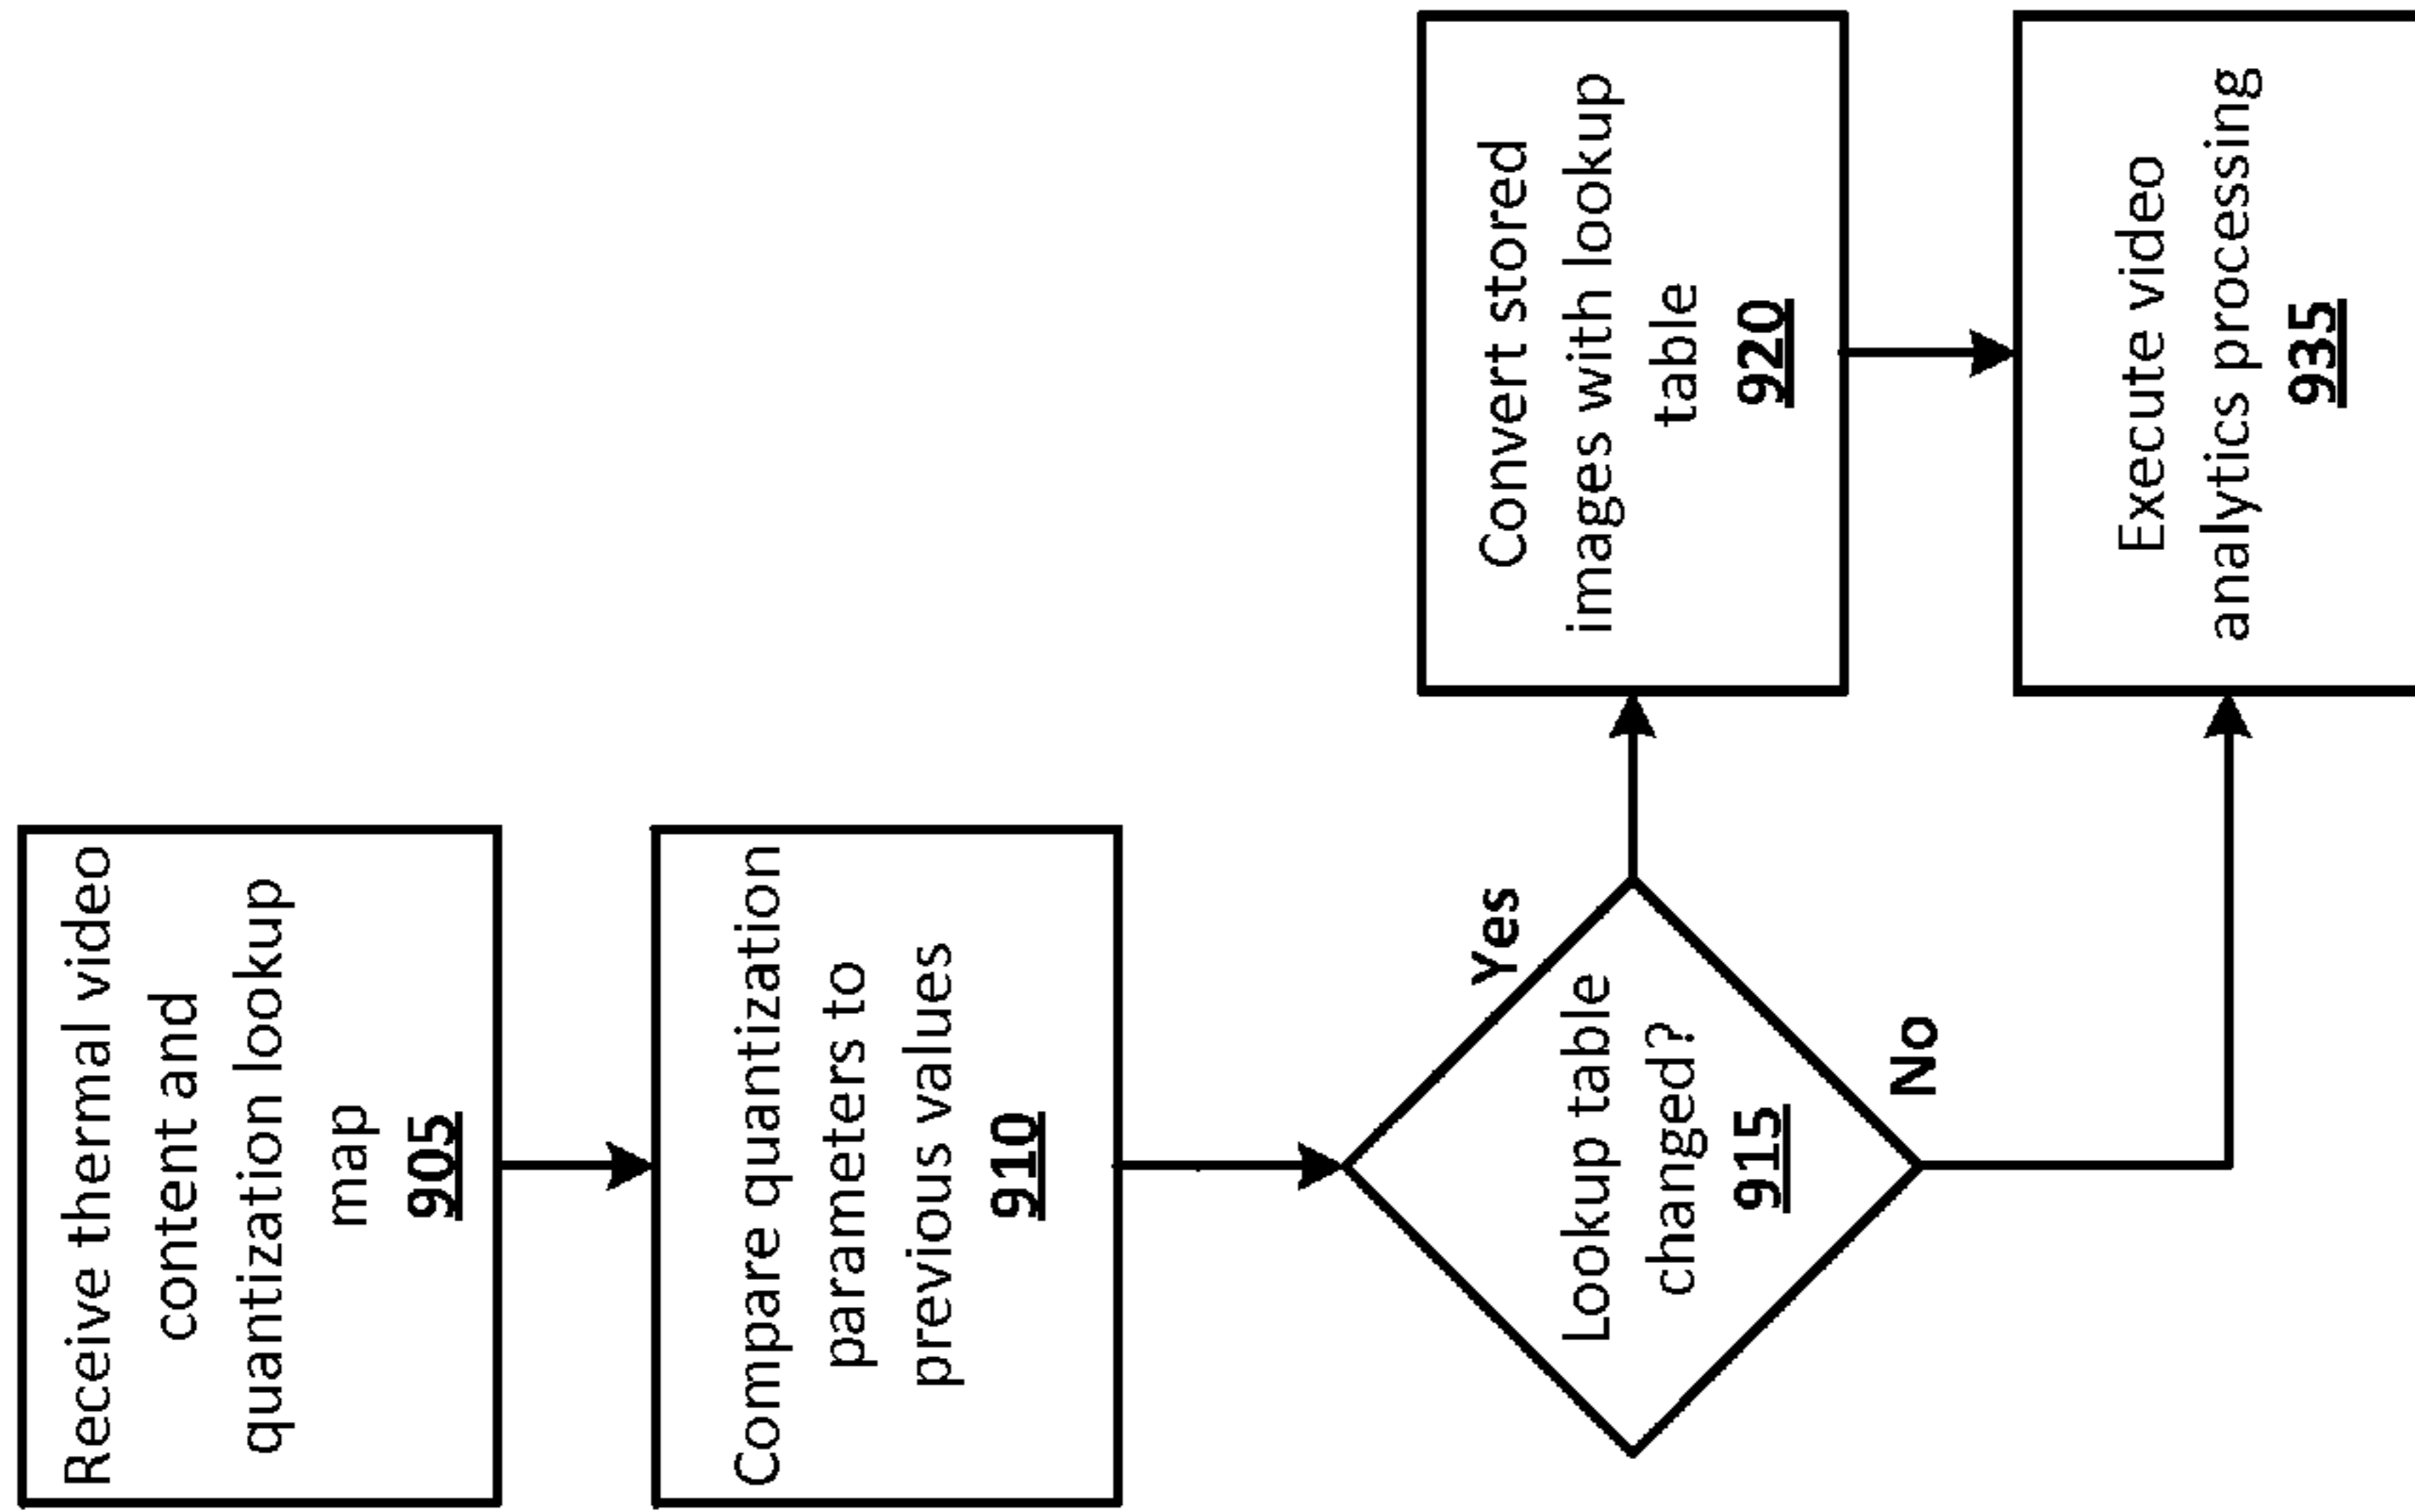 Receive thermal video
content and
quantization lookup
map
905
Compare quantization
parameters to
previous values
910
Lookup table
changed?
915
Yes
No
Convert stored
images with lookup
table
920
Execute video
analytics processing
935